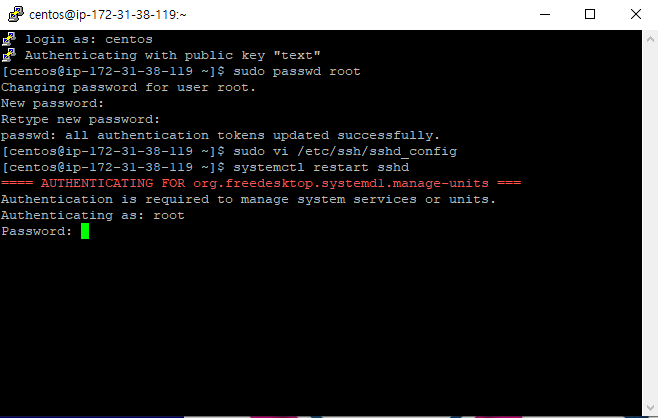 centos@ip-172-31-38-119:~
login as: centos
Authenticating with public key "text"
[centos@ip-172-31-38-119 ~]$ sudo passwd root
Changing password for user root.
New password:
Retype new password:
passwd: all authentication tokens updated successfully.
[centos@ip-172-31-38-119 ~]$ sudo vi /etc/ssh/sshd_config
[centos@ip-172-31-38-119 ~]$ systemctl restart sshd
==== AUTHENTICATING FOR org.freedesktop.systemd1.manage-units ===
Authentication is required to manage system services or units.
Authenticating as: root
Password: